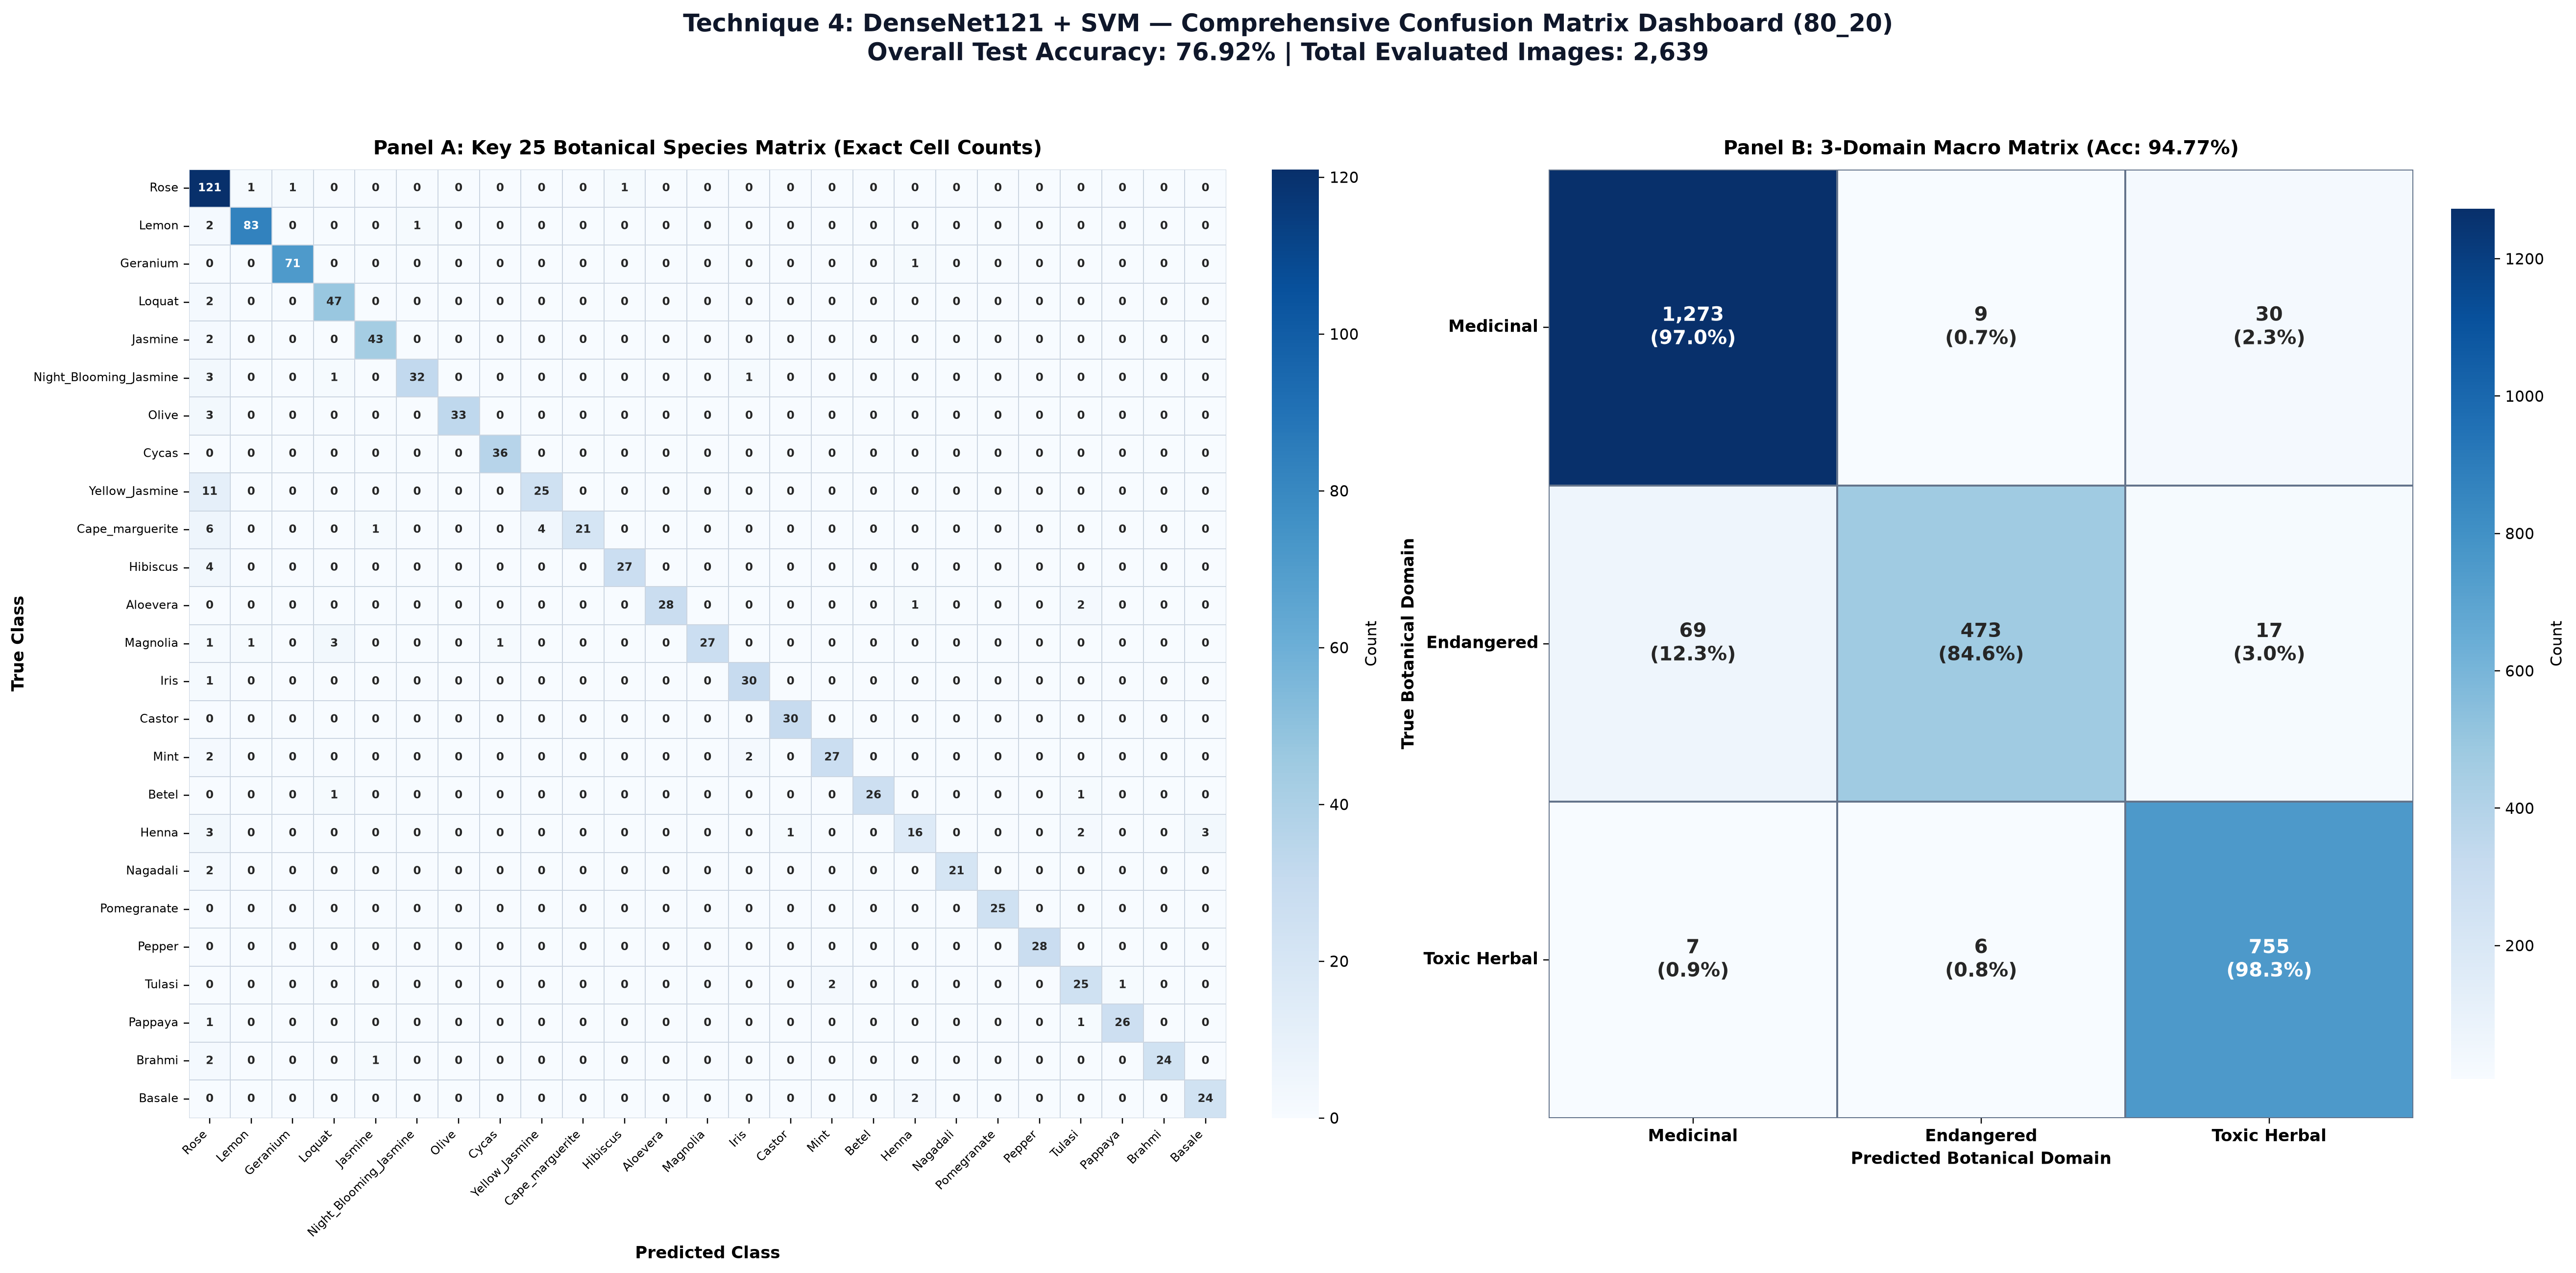 Technique 4: DenseNet121 + SVM — Comprehensive Confusion Matrix Dashboard (80_20)
Overall Test Accuracy: 76.92% | Total Evaluated Images: 2,639
Panel A: Key 25 Botanical Species Matrix (Exact Cell Counts)
True Class
Rose 121 1 1 0 0 0 0 0 0 0 1 0 0 0 0 0 0 0 0 0 0 0 0 0 0
Lemon 2 83 0 0 0 1 0 0 0 0 0 0 0 0 0 0 0 0 0 0 0 0 0 0 0
Geranium 0 0 71 0 0 0 0 0 0 0 0 0 0 0 0 0 0 1 0 0 0 0 0 0 0
Loquat 2 0 0 47 0 0 0 0 0 0 0 0 0 0 0 0 0 0 0 0 0 0 0 0 0
Jasmine 2 0 0 0 43 0 0 0 0 0 0 0 0 0 0 0 0 0 0 0 0 0 0 0 0
Night_Blooming_Jasmine 3 0 0 1 0 32 0 0 0 0 0 0 0 1 0 0 0 0 0 0 0 0 0 0 0
Olive 3 0 0 0 0 0 33 0 0 0 0 0 0 0 0 0 0 0 0 0 0 0 0 0 0
Cycas 0 0 0 0 0 0 0 36 0 0 0 0 0 0 0 0 0 0 0 0 0 0 0 0 0
Yellow_Jasmine 11 0 0 0 0 0 0 0 25 0 0 0 0 0 0 0 0 0 0 0 0 0 0 0 0
Cape_marguerite 6 0 0 0 1 0 0 0 4 21 0 0 0 0 0 0 0 0 0 0 0 0 0 0 0
Hibiscus 4 0 0 0 0 0 0 0 0 0 27 0 0 0 0 0 0 0 0 0 0 0 0 0 0
Aloevera 0 0 0 0 0 0 0 0 0 0 0 28 0 0 0 0 0 1 0 0 0 2 0 0 0
Magnolia 1 1 0 3 0 0 0 1 0 0 0 0 27 0 0 0 0 0 0 0 0 0 0 0 0
Iris 1 0 0 0 0 0 0 0 0 0 0 0 0 30 0 0 0 0 0 0 0 0 0 0 0
Castor 0 0 0 0 0 0 0 0 0 0 0 0 0 0 30 0 0 0 0 0 0 0 0 0 0
Mint 2 0 0 0 0 0 0 0 0 0 0 0 0 2 0 27 0 0 0 0 0 0 0 0 0
Betel 0 0 0 1 0 0 0 0 0 0 0 0 0 0 0 0 26 0 0 0 0 1 0 0 0
Henna 3 0 0 0 0 0 0 0 0 0 0 0 0 0 1 0 0 16 0 0 0 2 0 0 3
Nagadali 2 0 0 0 0 0 0 0 0 0 0 0 0 0 0 0 0 0 21 0 0 0 0 0 0
Pomegranate 0 0 0 0 0 0 0 0 0 0 0 0 0 0 0 0 0 0 0 25 0 0 0 0 0
Pepper 0 0 0 0 0 0 0 0 0 0 0 0 0 0 0 0 0 0 0 0 28 0 0 0 0
Tulasi 0 0 0 0 0 0 0 0 0 0 0 0 0 0 0 2 0 0 0 0 0 25 1 0 0
Pappaya 1 0 0 0 0 0 0 0 0 0 0 0 0 0 0 0 0 0 0 0 0 1 26 0 0
Brahmi 2 0 0 0 1 0 0 0 0 0 0 0 0 0 0 0 0 0 0 0 0 0 0 24 0
Basale 0 0 0 0 0 0 0 0 0 0 0 0 0 0 0 0 0 2 0 0 0 0 0 0 24
Rose Lemon Geranium Loquat Jasmine Night_Blooming_Jasmine Olive Cycas Yellow_Jasmine Cape_marguerite Hibiscus Aloevera Magnolia Iris Castor Mint Betel Henna Nagadali Pomegranate Pepper Tulasi Pappaya Brahmi Basale
Predicted Class
120
100
80
60
40
20
0
Count
Panel B: 3-Domain Macro Matrix (Acc: 94.77%)
True Botanical Domain
Medicinal 1,273 9 30
(97.0%) (0.7%) (2.3%)
Endangered 69 473 17
(12.3%) (84.6%) (3.0%)
Toxic Herbal 7 6 755
(0.9%) (0.8%) (98.3%)
Medicinal Endangered Toxic Herbal
Predicted Botanical Domain
1200
1000
800
600
400
200
Count